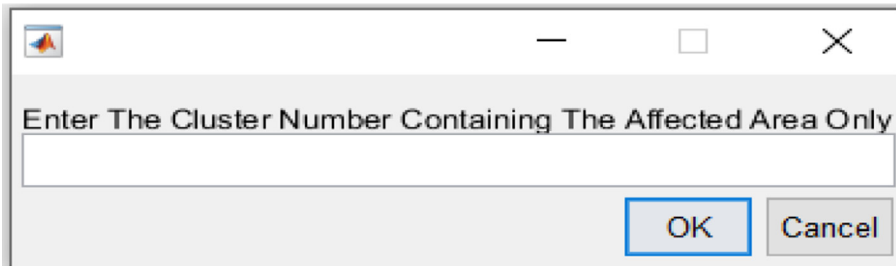 Enter The Cluster Number Containing The Affected Area Only
OK
Cancel